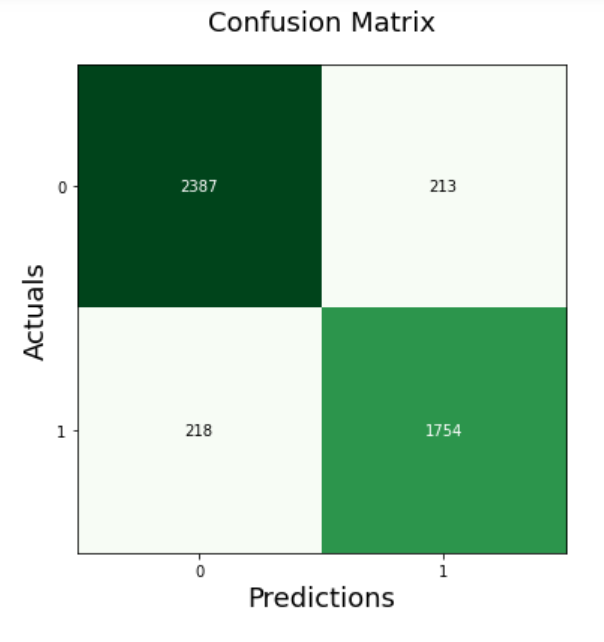 Confusion Matrix
0
2387
213
Actuals
1
218
1754
0
1
Predictions